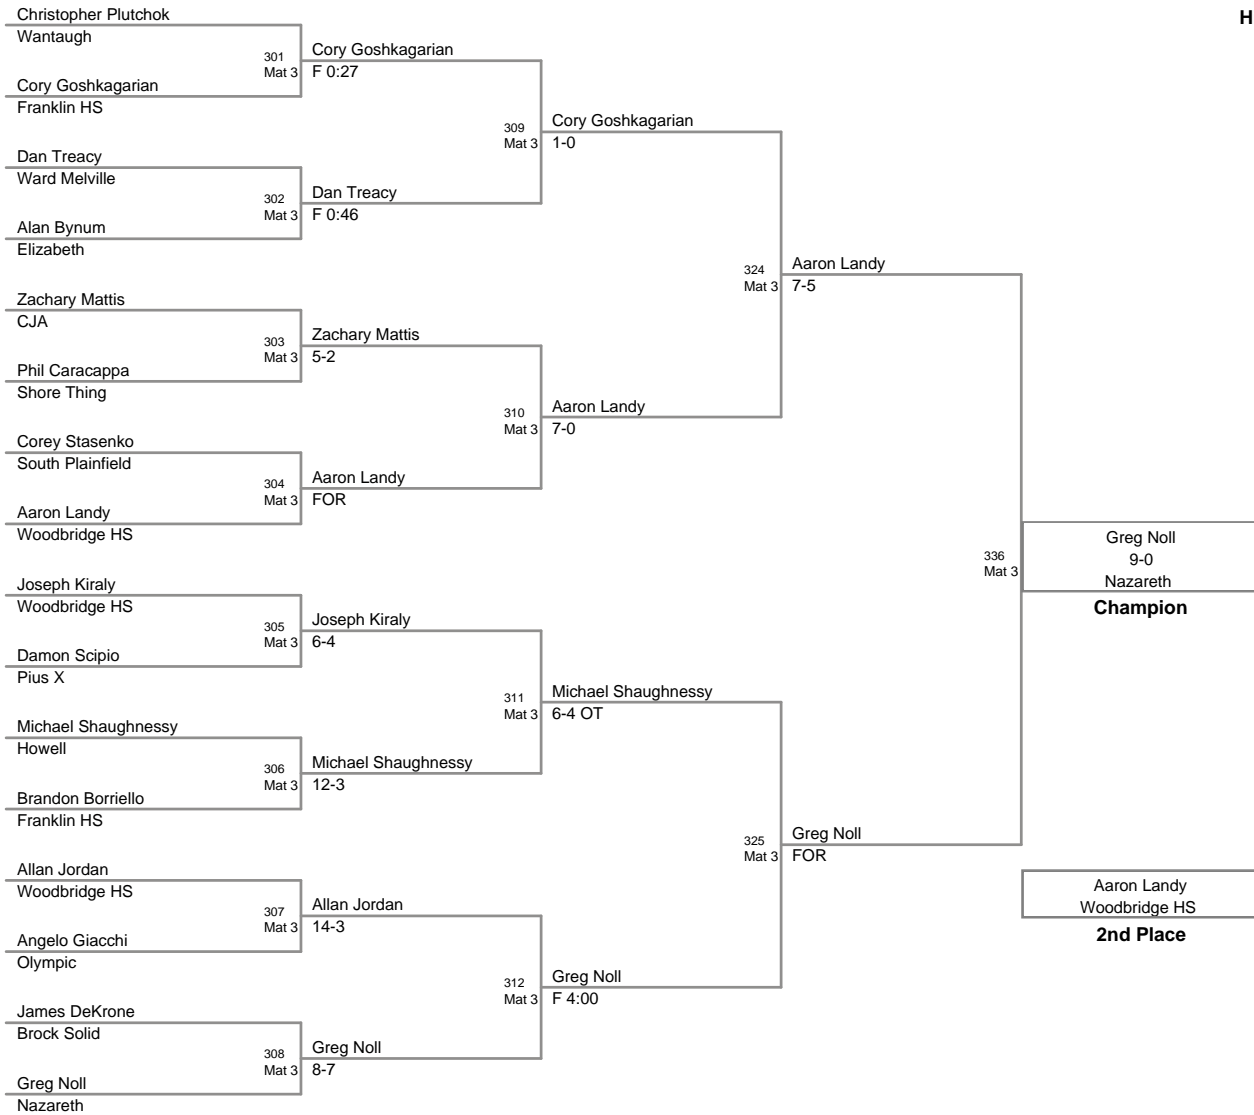 H
Christopher Plutchok
Wantaugh
301
Mat 3
Cory Goshkagarian
F 0:27
Cory Goshkagarian
Franklin HS
309
Mat 3
Cory Goshkagarian
1-0
Dan Treacy
Ward Melville
302
Mat 3
Dan Treacy
F 0:46
Alan Bynum
Elizabeth
324
Mat 3
Aaron Landy
7-5
Zachary Mattis
CJA
303
Mat 3
Zachary Mattis
5-2
Phil Caracappa
Shore Thing
310
Mat 3
Aaron Landy
7-0
Corey Stasenko
South Plainfield
304
Mat 3
Aaron Landy
FOR
Aaron Landy
Woodbridge HS
336
Mat 3
Greg Noll
9-0
Nazareth
Champion
Joseph Kiraly
Woodbridge HS
305
Mat 3
Joseph Kiraly
6-4
Damon Scipio
Pius X
311
Mat 3
Michael Shaughnessy
6-4 OT
Michael Shaughnessy
Howell
306
Mat 3
Michael Shaughnessy
12-3
Brandon Borriello
Franklin HS
325
Mat 3
Greg Noll
FOR
Allan Jordan
Woodbridge HS
307
Mat 3
Allan Jordan
14-3
Angelo Giacchi
Olympic
Aaron Landy
Woodbridge HS
2nd Place
312
Mat 3
Greg Noll
F 4:00
James DeKrone
Brock Solid
308
Mat 3
Greg Noll
8-7
Greg Noll
Nazareth